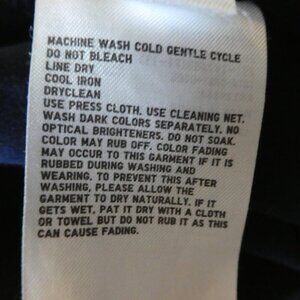 MACHINE WASH COLD GENTLE CYCLE
DO NOT BLEACH
LINE DRY
COOL IRON
DRYCLEAN
USE PRESS CLOTH. USE CLEANING NET.
WASH DARK COLORS SEPARATELY. NO
OPTICAL BRIGHTENERS. DO NOT SOAK.
COLOR MAY RUB OFF. COLOR FADING
MAY OCCUR TO THIS GARMENT IF IT IS
RUBBED DURING WASHING AND
WEARING. TO PREVENT THIS AFTER
WASHING, PLEASE ALLOW THE
GARMENT TO DRY NATURALLY. IF IT
GETS WET, PAT IT DRY WITH A CLOTH
OR TOWEL BUT DO NOT RUB IT AS THIS
CAN CAUSE FADING.